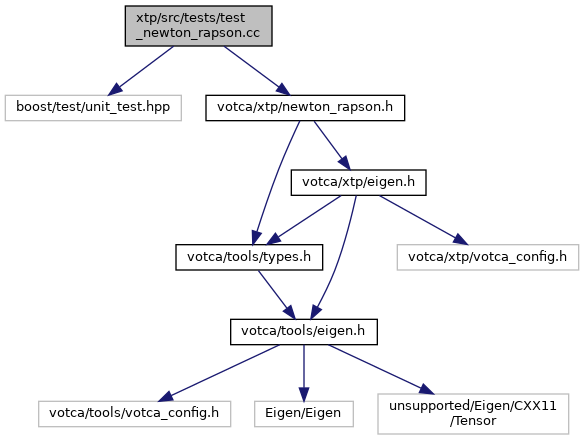 xtp/src/tests/test
_newton_rapson.cc
boost/test/unit_test.hpp
votca/xtp/newton_rapson.h
votca/xtp/eigen.h
votca/tools/types.h
votca/xtp/votca_config.h
votca/tools/eigen.h
votca/tools/votca_config.h
Eigen/Eigen
unsupported/Eigen/CXX11
/Tensor